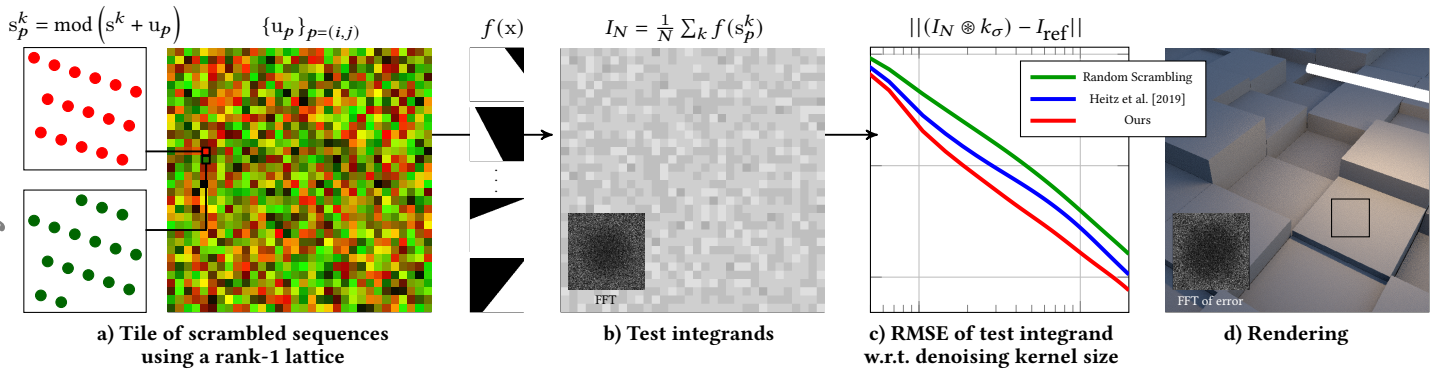 s_p^k = mod(s^k + u_p)
{u_p}_{p=(i,j)}
f(x)
I_N = 1/N ∑_k f(s_p^k)
||(I_N ⊛ k_σ) − I_ref||
Random Scrambling
Heitz et al. [2019]
Ours
FFT
FFT of error
a) Tile of scrambled sequences
using a rank-1 lattice
b) Test integrands
c) RMSE of test integrand
w.r.t. denoising kernel size
d) Rendering